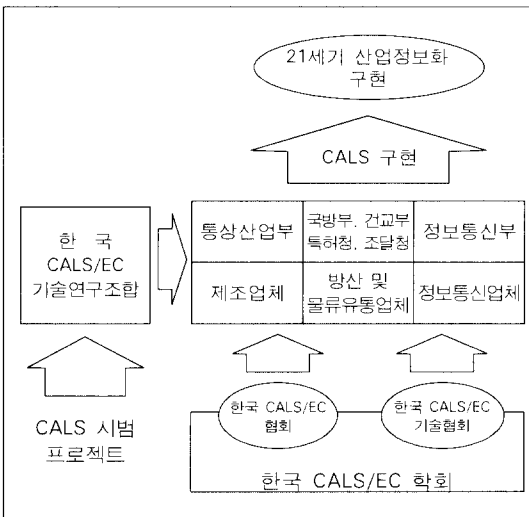 21세기 산업정보화
구현
CALS 구현
한 국
CALS/EC
기술연구조합
통상산업부
국방부, 건교부
특허청, 조달청
정보통신부
제조업체
방산 및
물류유통업체
정보통신업체
CALS 시범
프로젝트
한국 CALS/EC
협회
한국 CALS/EC
기술협회
한국 CALS/EC 학회